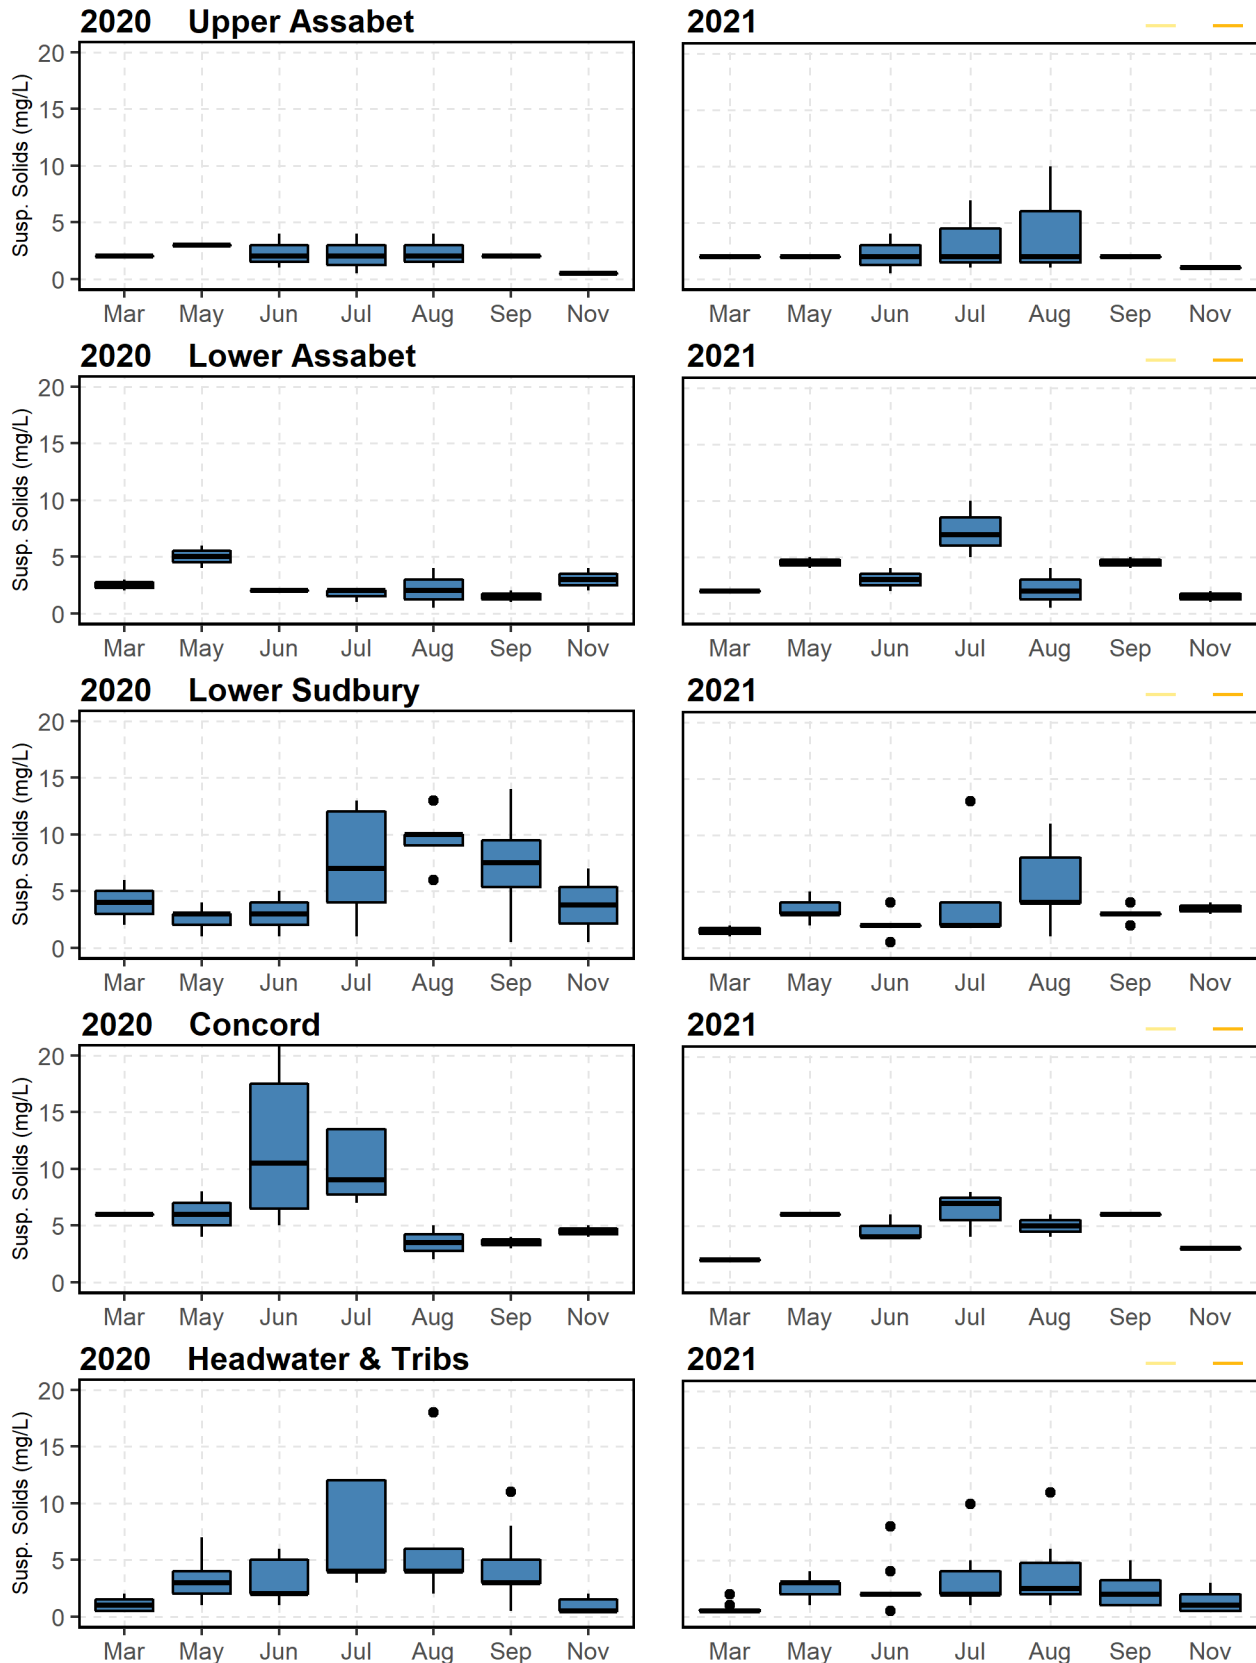 2020 Upper Assabet 2021
Susp. Solids (mg/L)
20
15
10
5
0
Mar May Jun Jul Aug Sep Nov Mar May Jun Jul Aug Sep Nov
2020 Lower Assabet 2021
Susp. Solids (mg/L)
20
15
10
5
0
Mar May Jun Jul Aug Sep Nov Mar May Jun Jul Aug Sep Nov
2020 Lower Sudbury 2021
Susp. Solids (mg/L)
20
15
10
5
0
Mar May Jun Jul Aug Sep Nov Mar May Jun Jul Aug Sep Nov
2020 Concord 2021
Susp. Solids (mg/L)
20
15
10
5
0
Mar May Jun Jul Aug Sep Nov Mar May Jun Jul Aug Sep Nov
2020 Headwater & Tribs 2021
Susp. Solids (mg/L)
20
15
10
5
0
Mar May Jun Jul Aug Sep Nov Mar May Jun Jul Aug Sep Nov